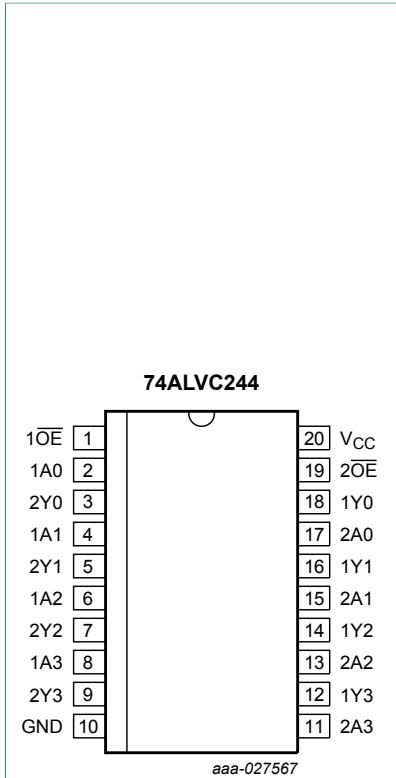 74ALVC244
1O̅E̅ 1 20 VCC
1A0 2 19 2O̅E̅
2Y0 3 18 1Y0
1A1 4 17 2A0
2Y1 5 16 1Y1
1A2 6 15 2A1
2Y2 7 14 1Y2
1A3 8 13 2A2
2Y3 9 12 1Y3
GND 10 11 2A3
aaa-027567